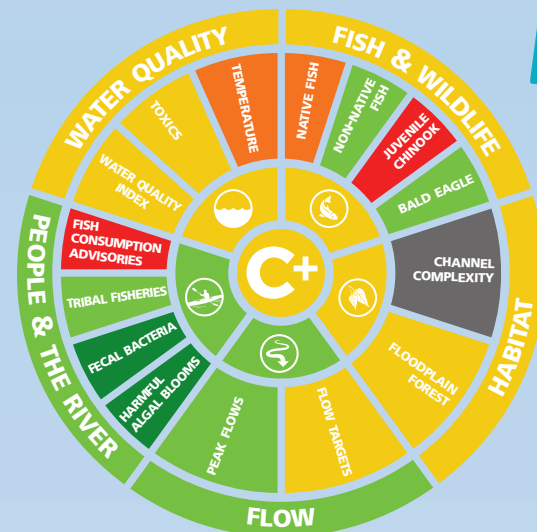 WATER QUALITY
FISH & WILDLIFE
HABITAT
FLOW
PEOPLE & THE RIVER
TEMPERATURE
NATIVE FISH
NON-NATIVE
FISH
JUVENILE
CHINOOK
BALD EAGLE
CHANNEL
COMPLEXITY
FLOODPLAIN
FOREST
FLOW TARGETS
PEAK FLOWS
HARMFUL
ALGAL BLOOMS
FECAL BACTERIA
TRIBAL FISHERIES
FISH
CONSUMPTION
ADVISORIES
WATER QUALITY
INDEX
TOXICS
C+